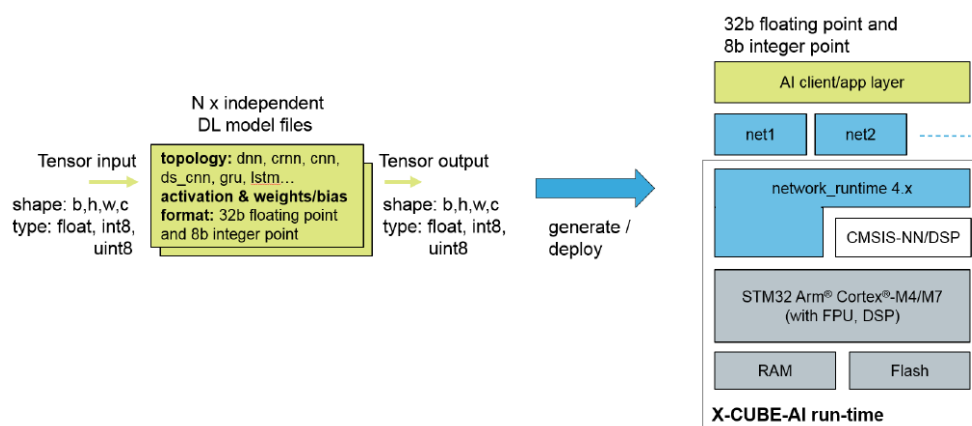 N x independent
DL model files
Tensor input
shape: b,h,w,c
type: float, int8,
uint8
topology: dnn, crnn, cnn,
ds_cnn, gru, lstm...
activation & weights/bias
format: 32b floating point
and 8b integer point
Tensor output
shape: b,h,w,c
type: float, int8,
uint8
generate /
deploy
32b floating point and
8b integer point
AI client/app layer
net1
net2
network_runtime 4.x
CMSIS-NN/DSP
STM32 Arm® Cortex®-M4/M7
(with FPU, DSP)
RAM
Flash
X-CUBE-AI run-time